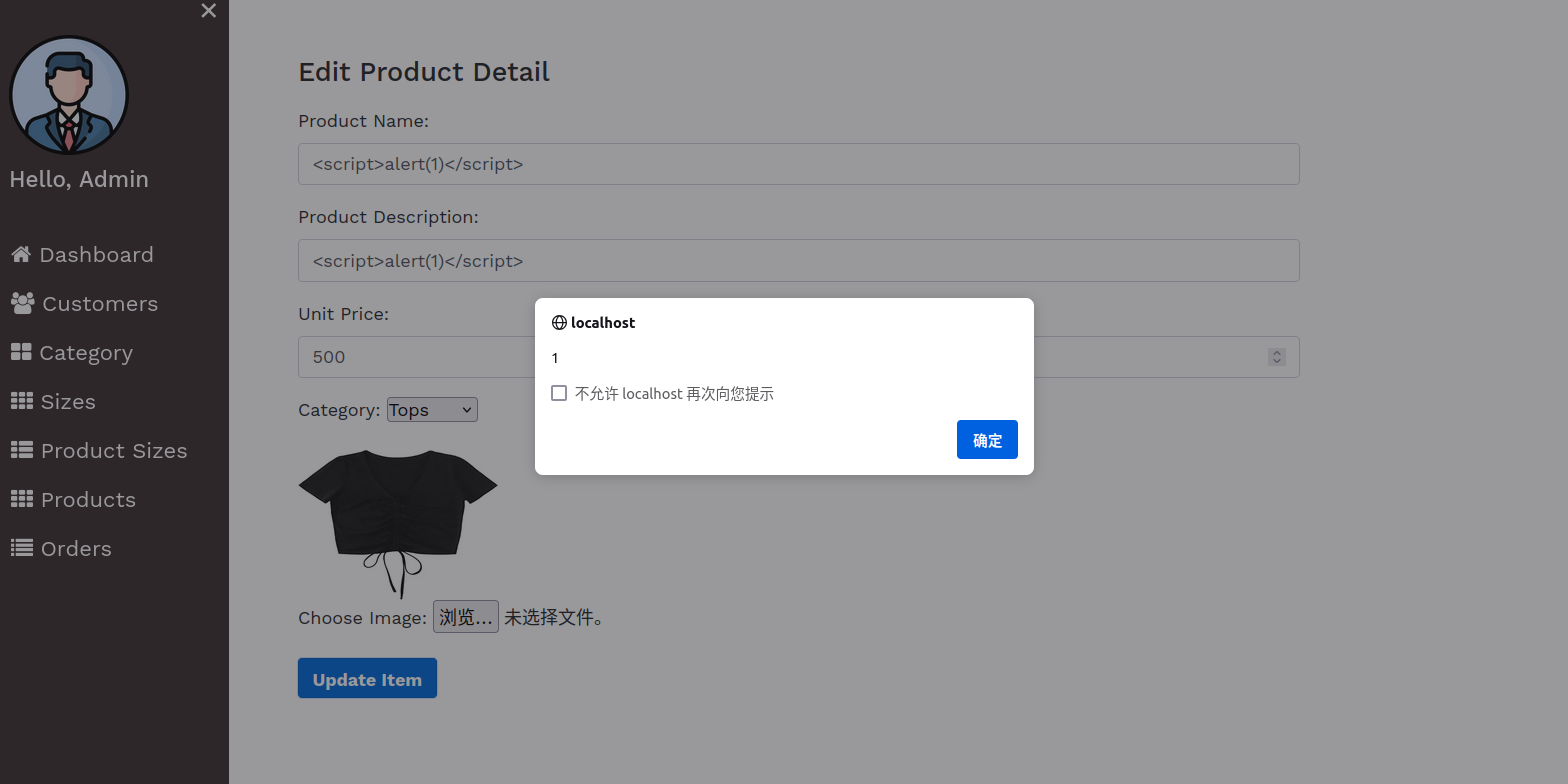 ×
Hello, Admin
Dashboard
Customers
Category
Sizes
Product Sizes
Products
Orders
Edit Product Detail
Product Name:
<script>alert(1)</script>
Product Description:
<script>alert(1)</script>
Unit Price:
500
Category: Tops
Choose Image: 浏览... 未选择文件。
Update Item
localhost
1
不允许 localhost 再次向您提示
确定